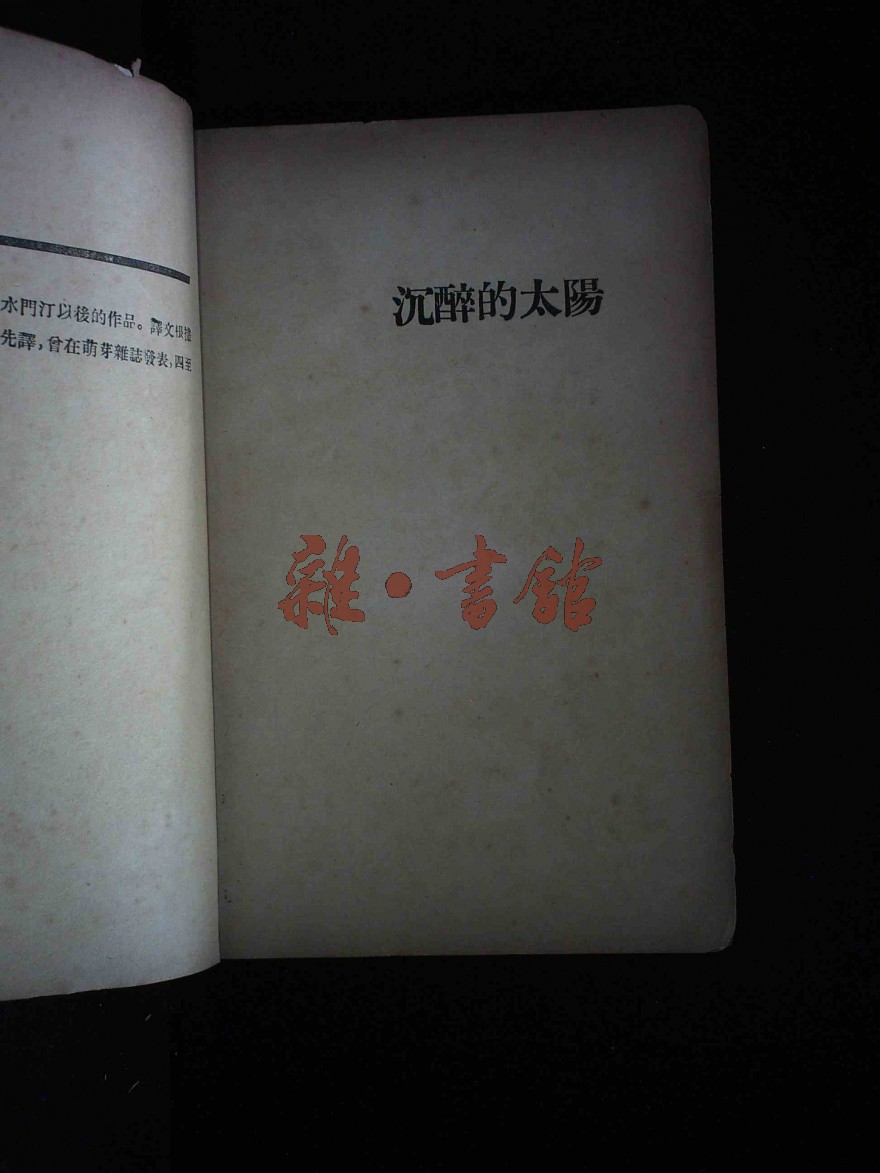 水門汀以後的作品。譯文根據
先譯，曾在萌芽雜誌發表，四至
沉醉的太陽
雜·書館